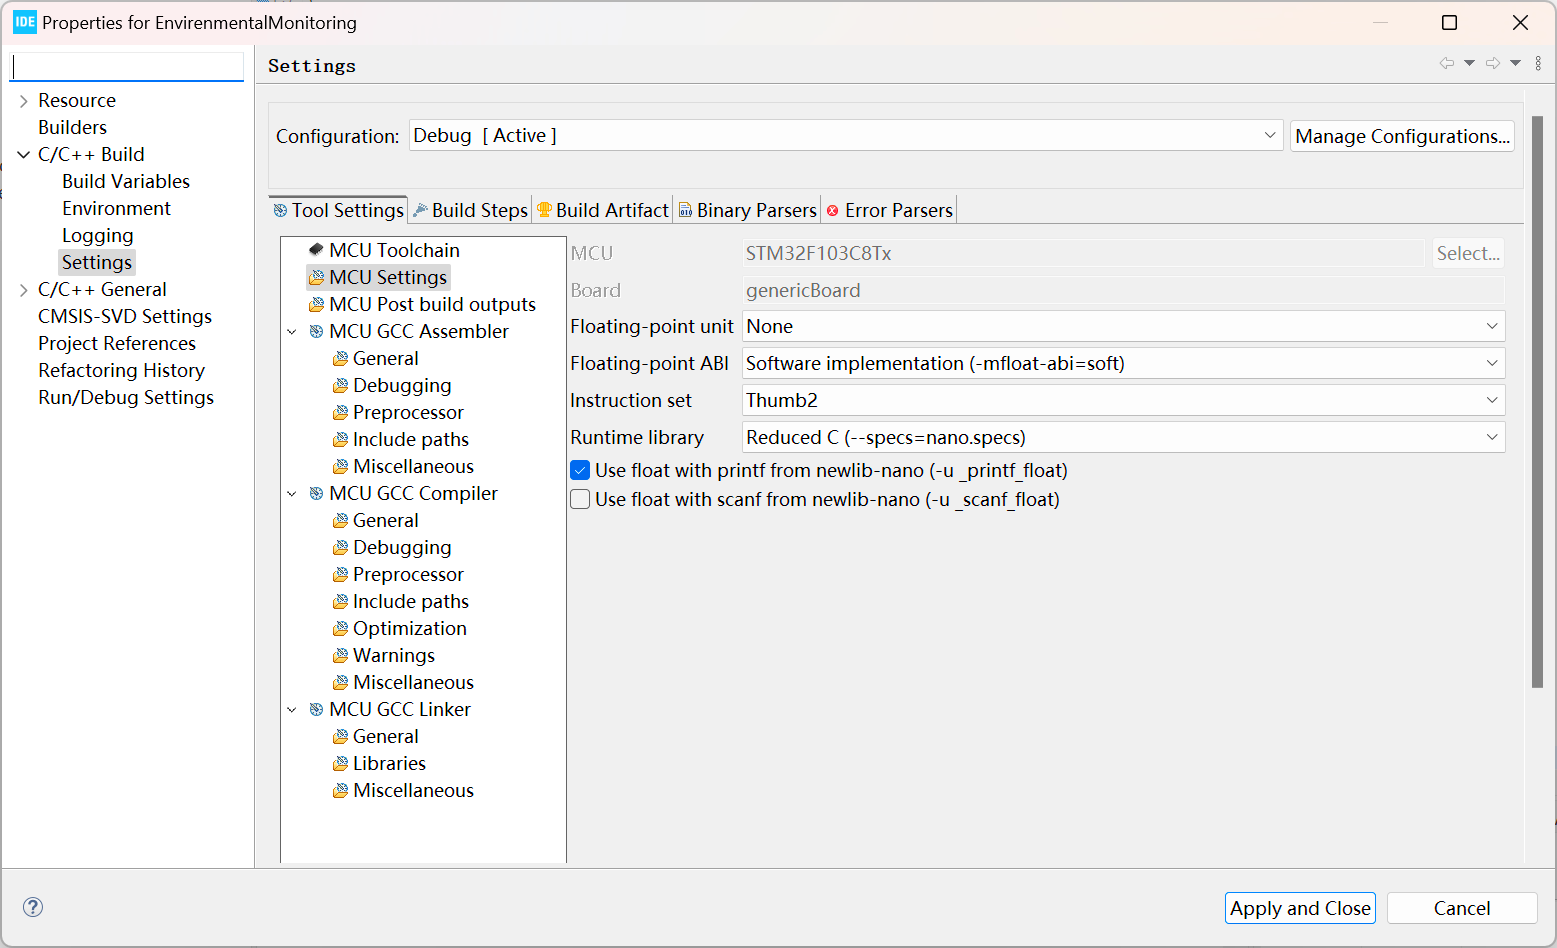 IDE Properties for EnvirenmentalMonitoring
Settings
Resource
Builders
C/C++ Build
Build Variables
Environment
Logging
Settings
C/C++ General
CMSIS-SVD Settings
Project References
Refactoring History
Run/Debug Settings
Configuration: Debug [ Active ] Manage Configurations...
Tool Settings Build Steps Build Artifact Binary Parsers Error Parsers
MCU Toolchain
MCU Settings
MCU Post build outputs
MCU GCC Assembler
General
Debugging
Preprocessor
Include paths
Miscellaneous
MCU GCC Compiler
General
Debugging
Preprocessor
Include paths
Optimization
Warnings
Miscellaneous
MCU GCC Linker
General
Libraries
Miscellaneous
MCU STM32F103C8Tx Select...
Board genericBoard
Floating-point unit None
Floating-point ABI Software implementation (-mfloat-abi=soft)
Instruction set Thumb2
Runtime library Reduced C (--specs=nano.specs)
Use float with printf from newlib-nano (-u _printf_float)
Use float with scanf from newlib-nano (-u _scanf_float)
? Apply and Close Cancel